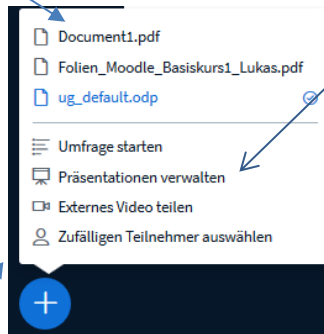 Document1.pdf
Folien_Moodle_Basiskurs1_Lukas.pdf
ug_default.odp
Umfrage starten
Präsentationen verwalten
Externes Video teilen
Zufälligen Teilnehmer auswählen